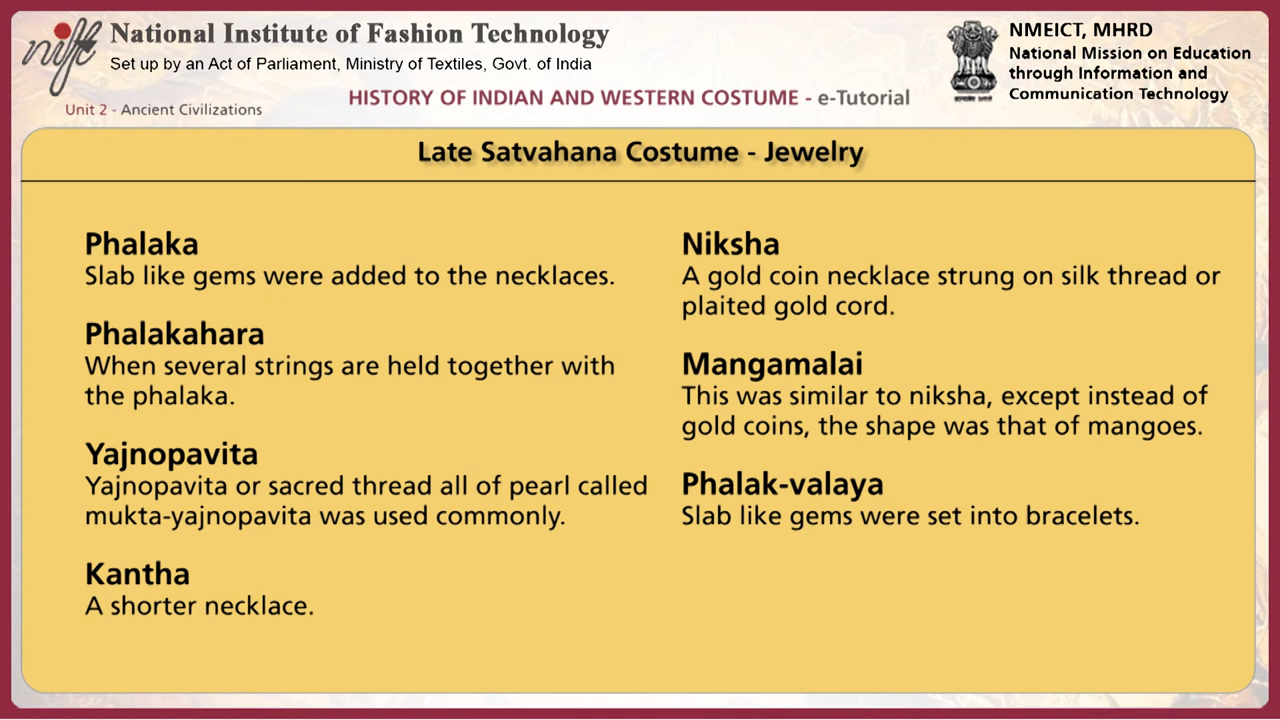 nift
National Institute of Fashion Technology
Set up by an Act of Parliament, Ministry of Textiles, Govt. of India
NMEICT, MHRD
National Mission on Education
through Information and
Communication Technology
HISTORY OF INDIAN AND WESTERN COSTUME - e-Tutorial
Unit 2 - Ancient Civilizations
Late Satvahana Costume - Jewelry
Phalaka
Slab like gems were added to the necklaces.
Phalakahara
When several strings are held together with
the phalaka.
Yajnopavita
Yajnopavita or sacred thread all of pearl called
mukta-yajnopavita was used commonly.
Kantha
A shorter necklace.
Niksha
A gold coin necklace strung on silk thread or
plaited gold cord.
Mangamalai
This was similar to niksha, except instead of
gold coins, the shape was that of mangoes.
Phalak-valaya
Slab like gems were set into bracelets.